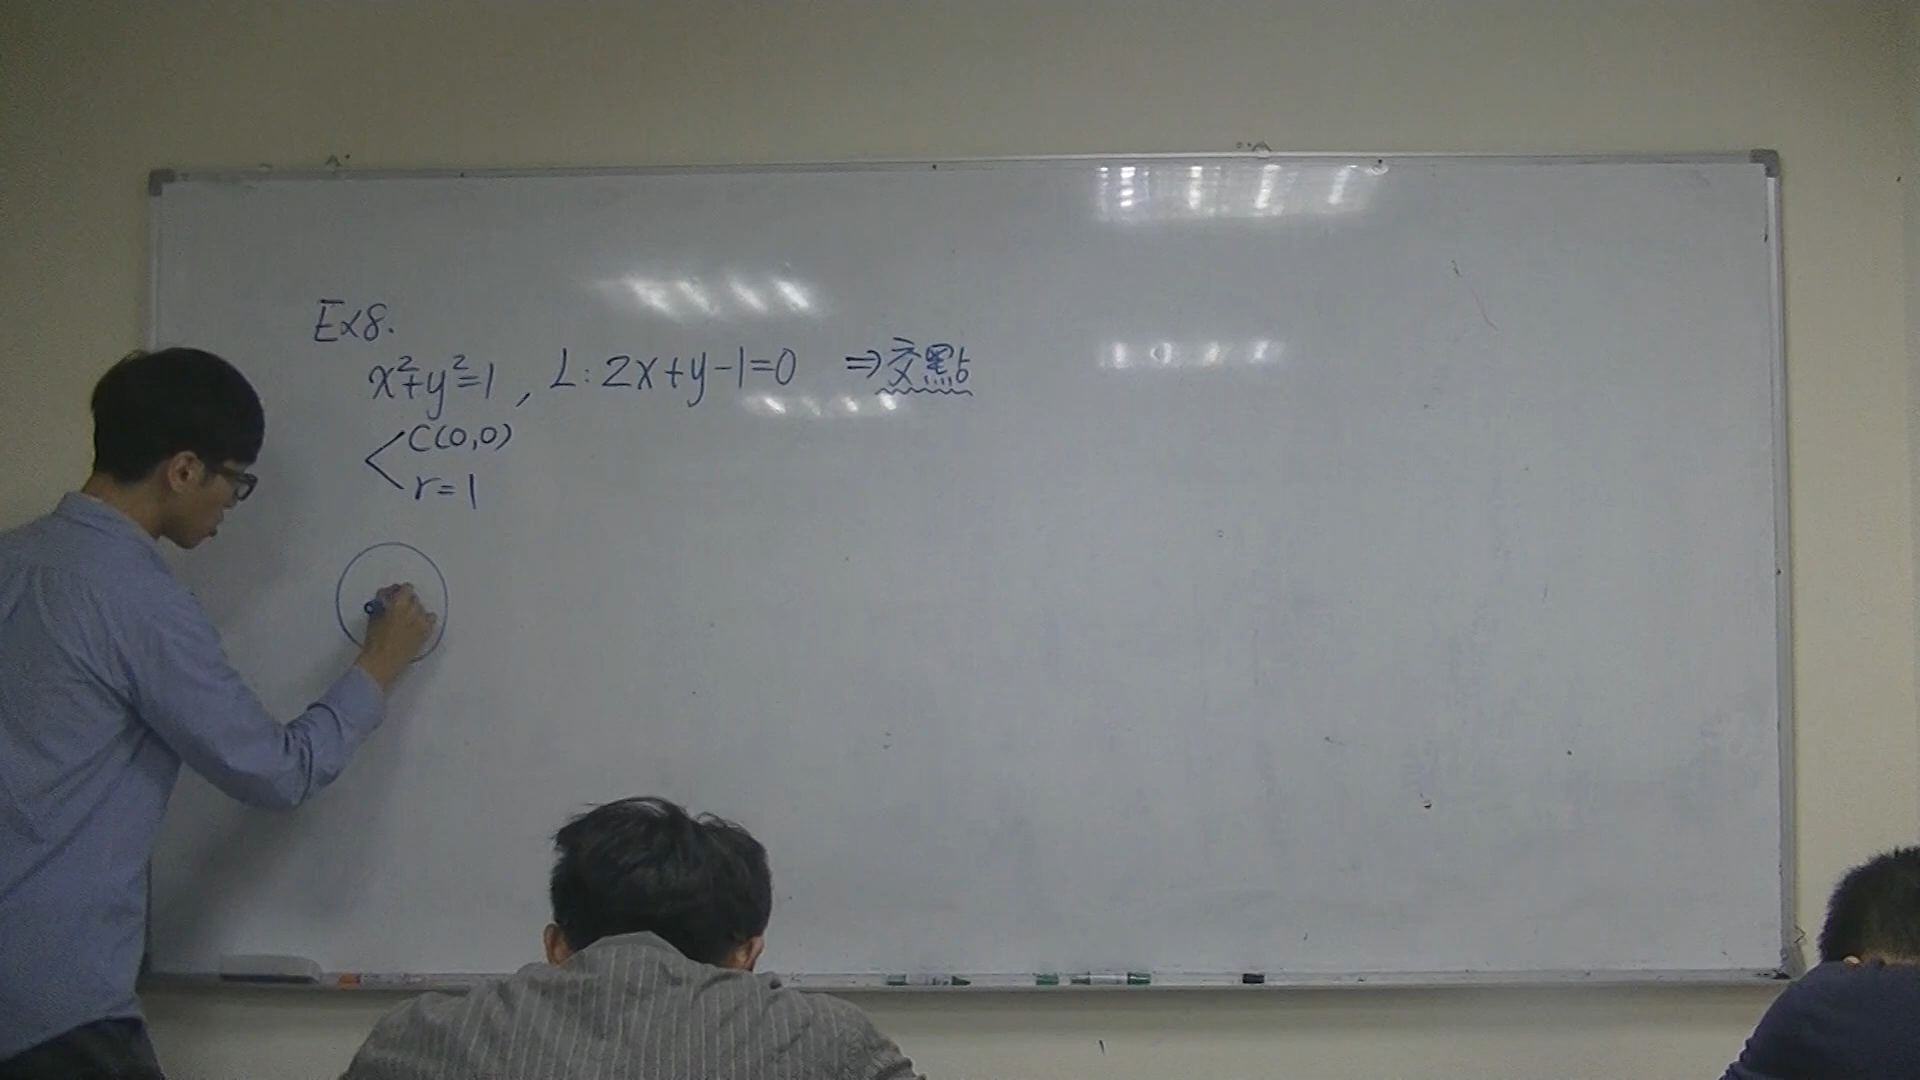 Ex8.
x²+y²=1, L: 2x+y-1=0 ⇒交點
C(0,0)
r=1